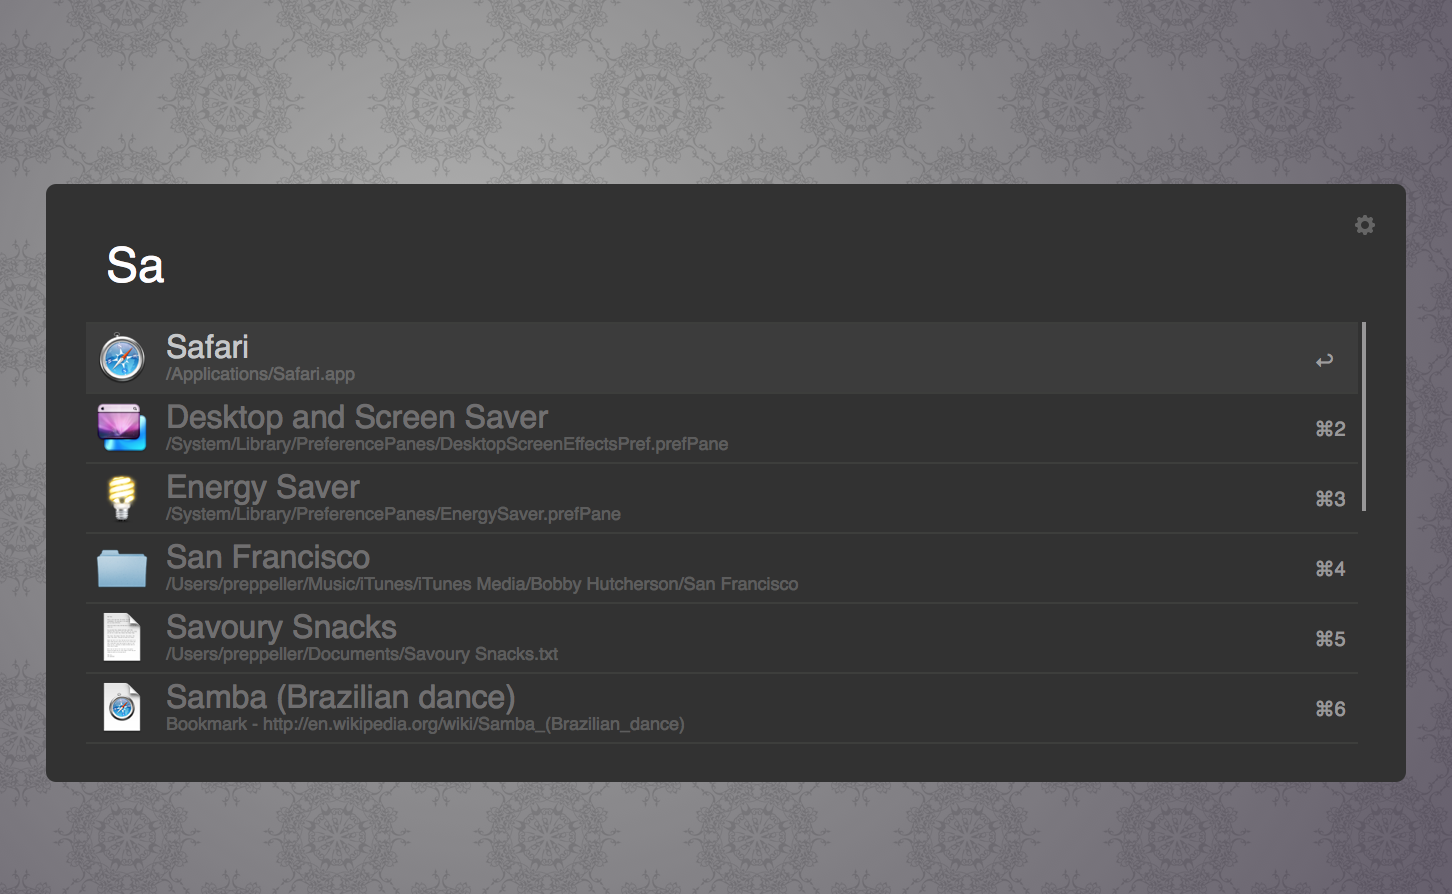 Sa
Safari
/Applications/Safari.app
↩
Desktop and Screen Saver
/System/Library/PreferencePanes/DesktopScreenEffectsPref.prefPane
⌘2
Energy Saver
/System/Library/PreferencePanes/EnergySaver.prefPane
⌘3
San Francisco
/Users/preppeller/Music/iTunes/iTunes Media/Bobby Hutcherson/San Francisco
⌘4
Savoury Snacks
/Users/preppeller/Documents/Savoury Snacks.txt
⌘5
Samba (Brazilian dance)
Bookmark - http://en.wikipedia.org/wiki/Samba_(Brazilian_dance)
⌘6